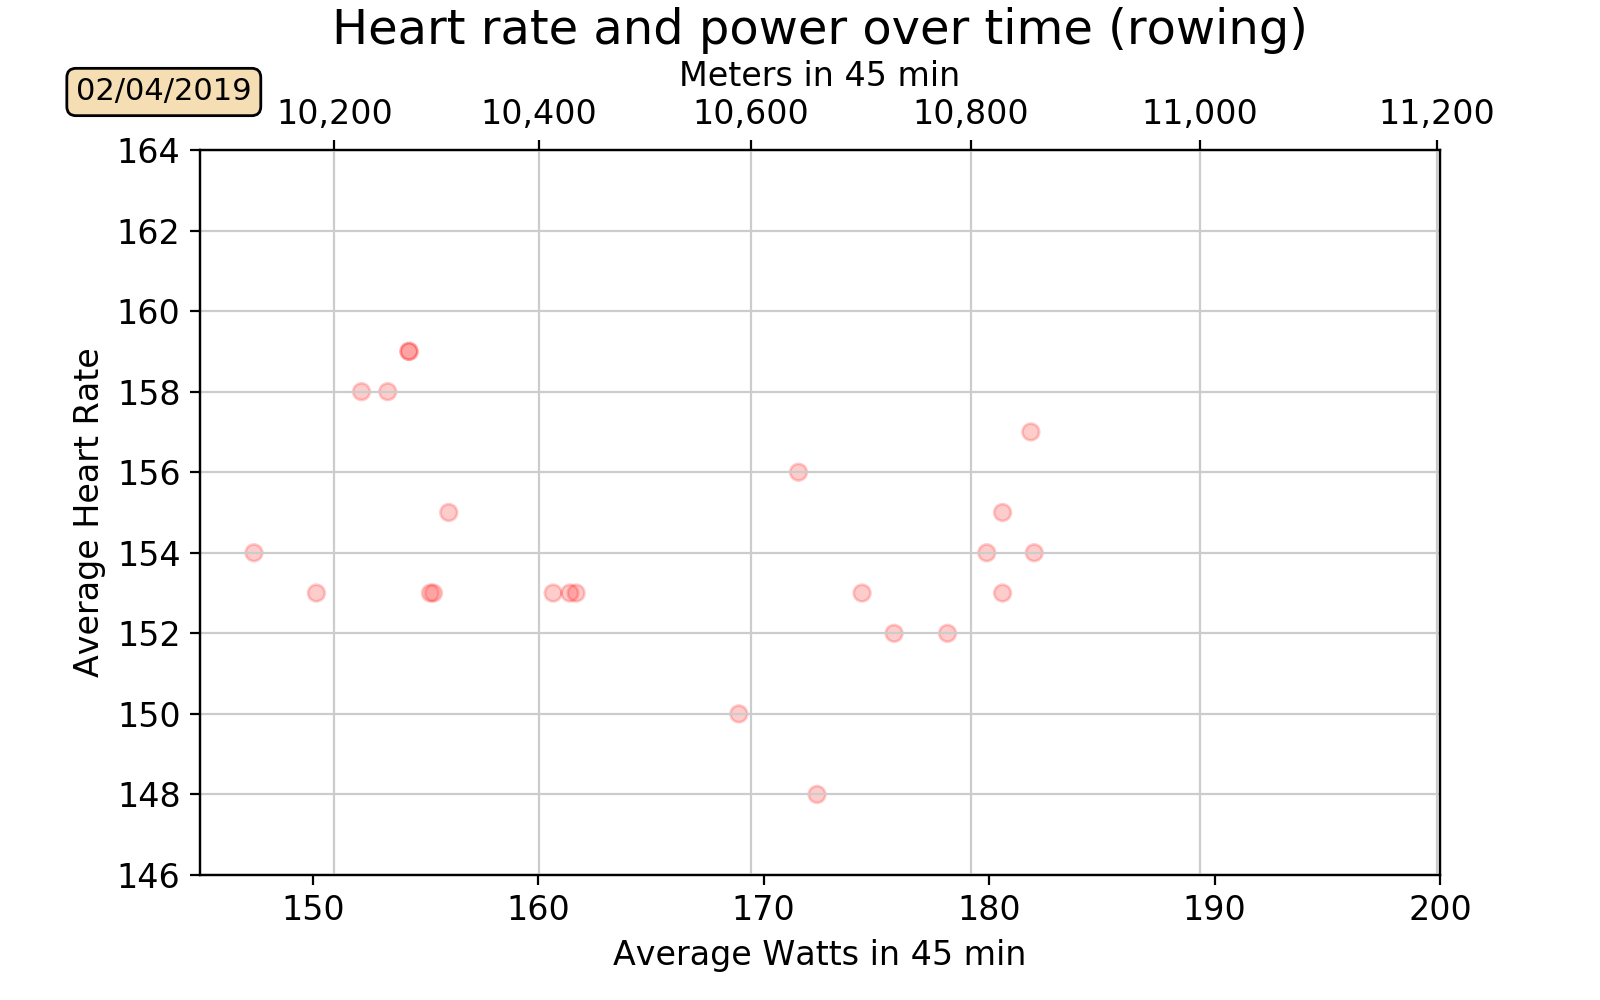 Heart rate and power over time (rowing)
Meters in 45 min
02/04/2019
10,200 10,400 10,600 10,800 11,000 11,200
164
162
160
158
156
154
152
150
148
146
Average Heart Rate
150 160 170 180 190 200
Average Watts in 45 min